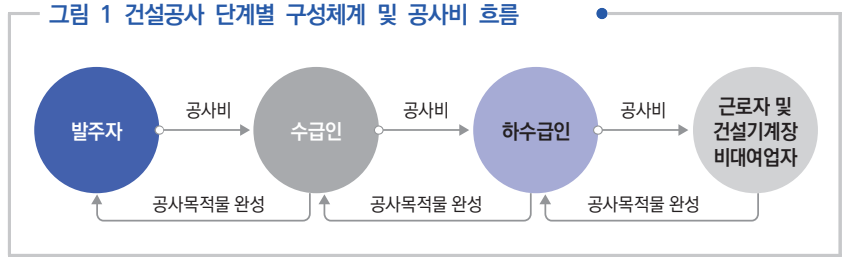 그림 1 건설공사 단계별 구성체계 및 공사비 흐름
발주자
공사비
수급인
공사비
하수급인
공사비
근로자 및
건설기계장
비대여업자
공사목적물 완성
공사목적물 완성
공사목적물 완성